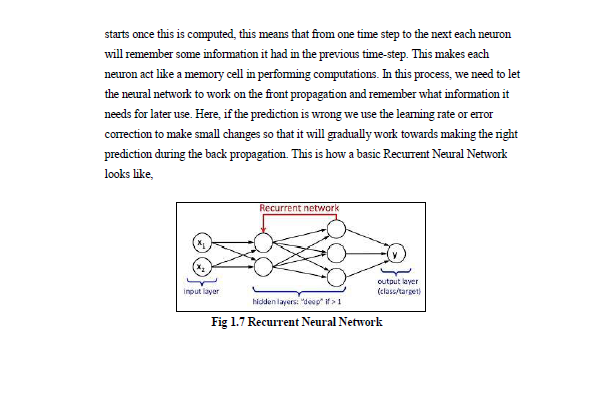 starts once this is computed, this means that from one time step to the next each neuron
will remember some information it had in the previous time-step. This makes each
neuron act like a memory cell in performing computations. In this process, we need to let
the neural network to work on the front propagation and remember what information it
needs for later use. Here, if the prediction is wrong we use the learning rate or error
correction to make small changes so that it will gradually work towards making the right
prediction during the back propagation. This is how a basic Recurrent Neural Network
looks like,
Recurrent network
x₁
x₂
y
input layer
hidden layers: "deep" if > 1
output layer
(class/target)
Fig 1.7 Recurrent Neural Network